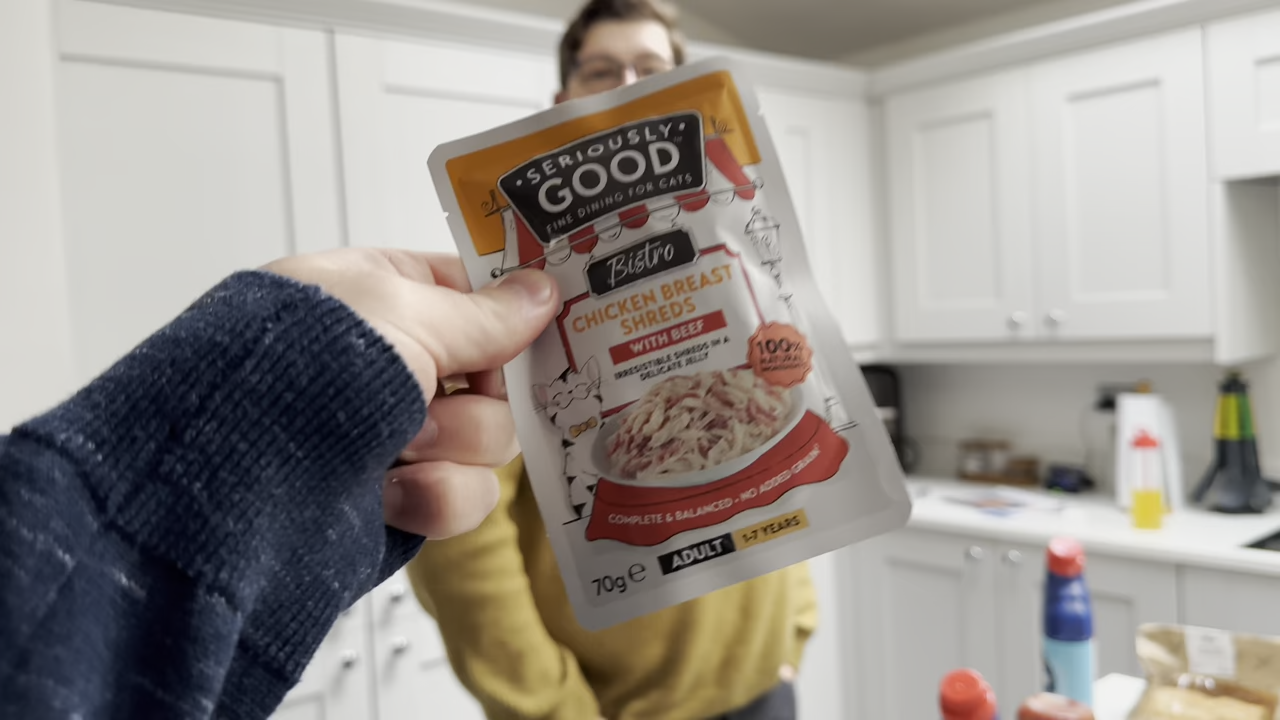 SERIOUSLY
GOOD
FINE DINING FOR CATS
Bistro
CHICKEN BREAST
SHREDS
WITH BEEF
IRRESISTIBLE SHREDS IN A
DELICATE JELLY
100%
NATURAL
COMPLETE & BALANCED - NO ADDED GRAIN
ADULT 1-7 YEARS
70g e